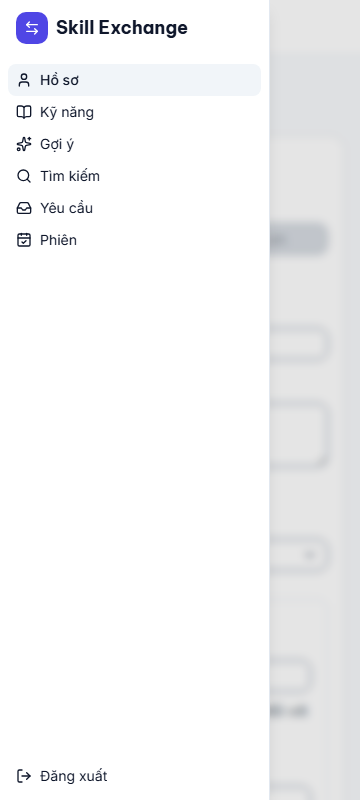 Skill Exchange
Hồ sơ
Kỹ năng
Gợi ý
Tìm kiếm
Yêu cầu
Phiên
Đăng xuất